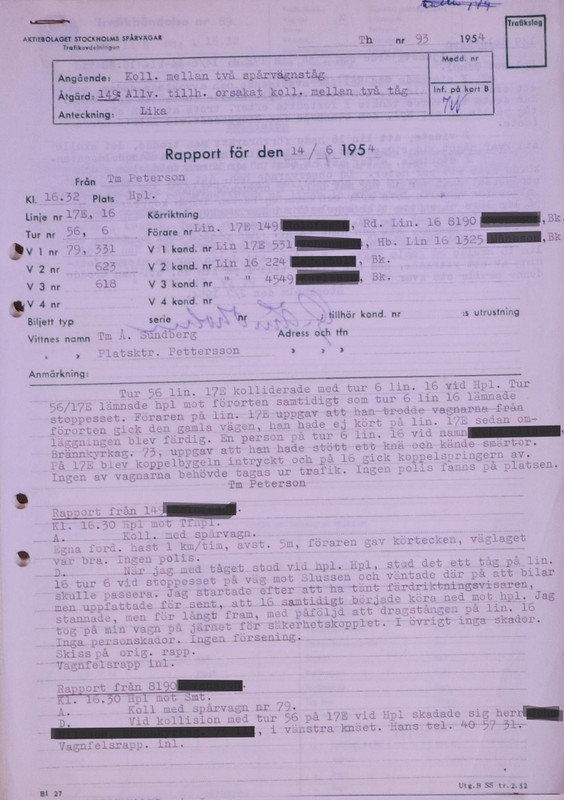 AKTIEBOLAGET STOCKHOLMS SPÅRVÄGAR
Trafikavdelningen
Th nr 93 1954
Trafikslag
Angående: Koll. mellan två spårvägnståg
Åtgärd: 149: Allv. tillh. orsakat koll. mellan två tåg
Anteckning: Lika
Medd. nr
Inf. på kort B
Rapport för den 14/6 1954
Från Tm Peterson
Kl. 16.32 Plats Hpl.
Linje nr 17E, 16 Körriktning
Tur nr 56, 6 Förare nr Lin. 17E 149 , Rd. Lin. 16 8190 ,Bk.
V 1 nr 79, 331 V 1 kond. nr Lin 17E 531 , Hb. Lin 16 1325 ,Bk
V 2 nr 623 V 2 kond. nr Lin 16 224 , Bk.
V 3 nr 618 V 3 kond. nr " " 4549 , Bk.
V 4 nr V 4 kond. nr
Biljett typ serie nr ; tillhör kond. nr :s utrustning
Vittnes namn Tm A. Sundberg Adress och tfn
» » Platsktr. Pettersson » » »
Anmärkning:
Tur 56 lin. 17E kolliderade med tur 6 lin. 16 vid Hpl. Tur
56/17E lämnade hpl mot förorten samtidigt som tur 6 lin 16 lämnade
stoppesset. Föraren på lin. 17E uppgav att han trodde vagnarne från
förorten gick den gamla vägen, han hade ej kört på lin. 17E sedan om-
läggningen blev färdig. En person på tur 6 lin. 16 vid namn
Brännkyrkag. 73, uppgav att han hade stött ett knä och kände smärtor.
På 17E blev koppelbygeln intryckt och på 16 gick koppelspringern av.
Ingen av vagnarna behövde tagas ur trafik. Ingen polis fanns på platsen.
Tm Peterson
Rapport från 149
Kl. 16.30 Hpl mot Tfnpl.
A. Koll. med spårvagn.
Egna ford. hast 1 km/tim, avst. 5m, föraren gav körtecken, väglaget
var bra. Ingen polis.
D. När jag med tåget stod vid hpl. Hpl, stod det ett tåg på lin.
16 tur 6 vid stoppesset på väg mot Slussen och väntade där på att bilar
skulle passera. Jag startade efter att ha tänt färdriktningsvisaren,
men uppfattade för sent, att 16 samtidigt började köra ned mot hpl. Jag
stannade, men för långt fram, med påföljd att dragstången på lin. 16
tog på min vagn på järnet för säkerhetskopplet. I övrigt inga skador.
Inga personskador. Ingen försening.
Skiss på orig. rapp.
Vagnfelsrapp inl.
Rapport från 8190
Kl. 16.30 Hpl mot Smt.
A. Koll med spårvagn nr 79.
D. Vid kollision med tur 56 på 17E vid Hpl skadade sig herr
, i vänstra knäet. Hans tel. 40 57 31.
Vagnfelsrapp. inl.
BI 27
Utg. B SS tr. 2.52